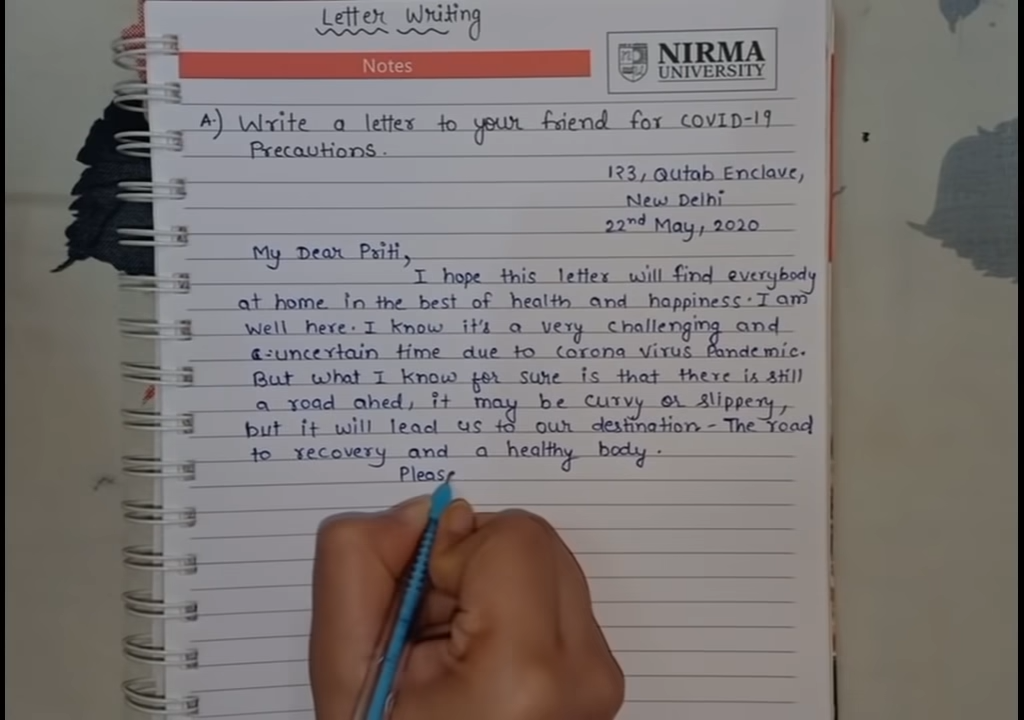 Letter Writing
Notes
NIRMA
UNIVERSITY
A.) Write a letter to your friend for COVID-19
Precautions.
123, Qutab Enclave,
New Delhi
22nd May, 2020
My Dear Priti,
I hope this letter will find everybody
at home in the best of health and happiness. I am
well here. I know it's a very challenging and
uncertain time due to corona virus Pandemic.
But what I know for sure is that there is still
a road ahed, it may be curvy or slippery,
but it will lead us to our destination - The road
to recovery and a healthy body.
Pleas